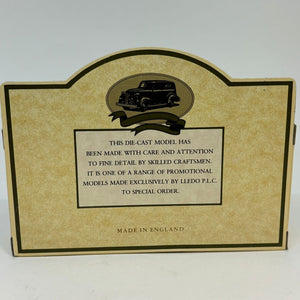 THIS DIE-CAST MODEL HAS
BEEN MADE WITH CARE AND ATTENTION
TO FINE DETAIL BY SKILLED CRAFTSMEN.
IT IS ONE OF A RANGE OF PROMOTIONAL
MODELS MADE EXCLUSIVELY BY LLEDO P.L.C.
TO SPECIAL ORDER.
MADE IN ENGLAND